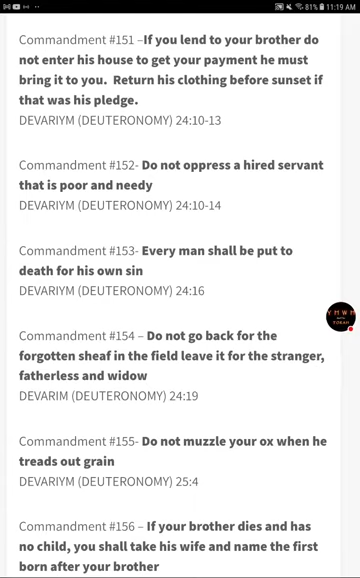 81% 11:19 AM
Commandment #151 –If you lend to your brother do
not enter his house to get your payment he must
bring it to you.  Return his clothing before sunset if
that was his pledge.
DEVARIYM (DEUTERONOMY) 24:10-13
Commandment #152- Do not oppress a hired servant
that is poor and needy
DEVARIYM (DEUTERONOMY) 24:10-14
Commandment #153- Every man shall be put to
death for his own sin
DEVARIYM (DEUTERONOMY) 24:16
Y M W M
YORAH
Commandment #154 – Do not go back for the
forgotten sheaf in the field leave it for the stranger,
fatherless and widow
DEVARIM (DEUTERONOMY) 24:19
Commandment #155- Do not muzzle your ox when he
treads out grain
DEVARIYM (DEUTERONOMY) 25:4
Commandment #156 – If your brother dies and has
no child, you shall take his wife and name the first
born after your brother